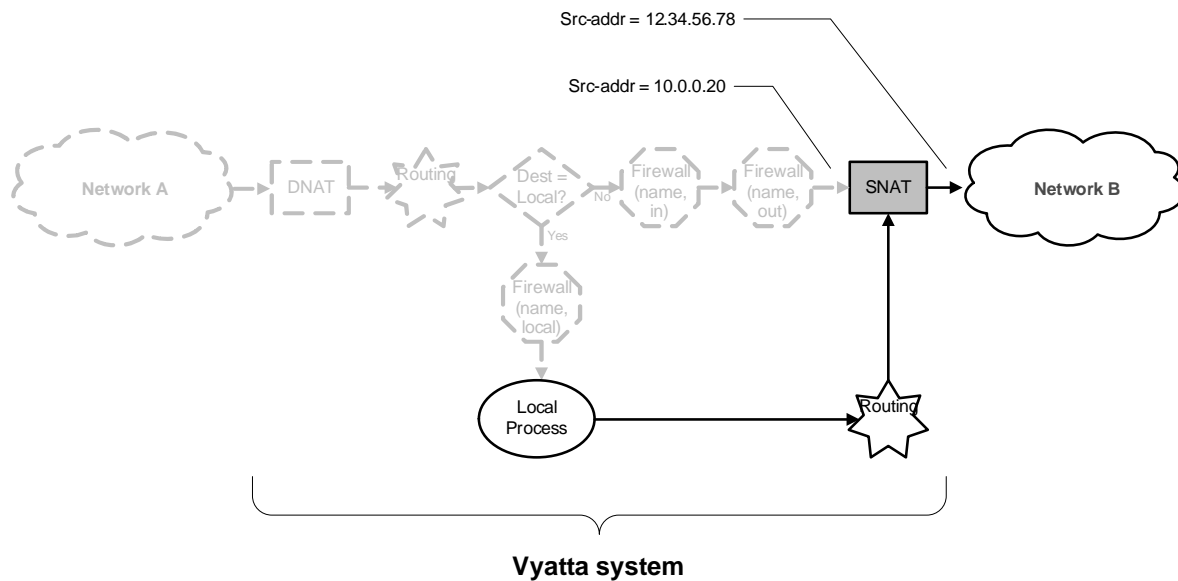 Src-addr = 12.34.56.78
Src-addr = 10.0.0.20
Network A
DNAT
Routing
Dest =
Local?
No
Firewall
(name,
in)
Firewall
(name,
out)
SNAT
Network B
Yes
Firewall
(name,
local)
Local
Process
Routing
Vyatta system